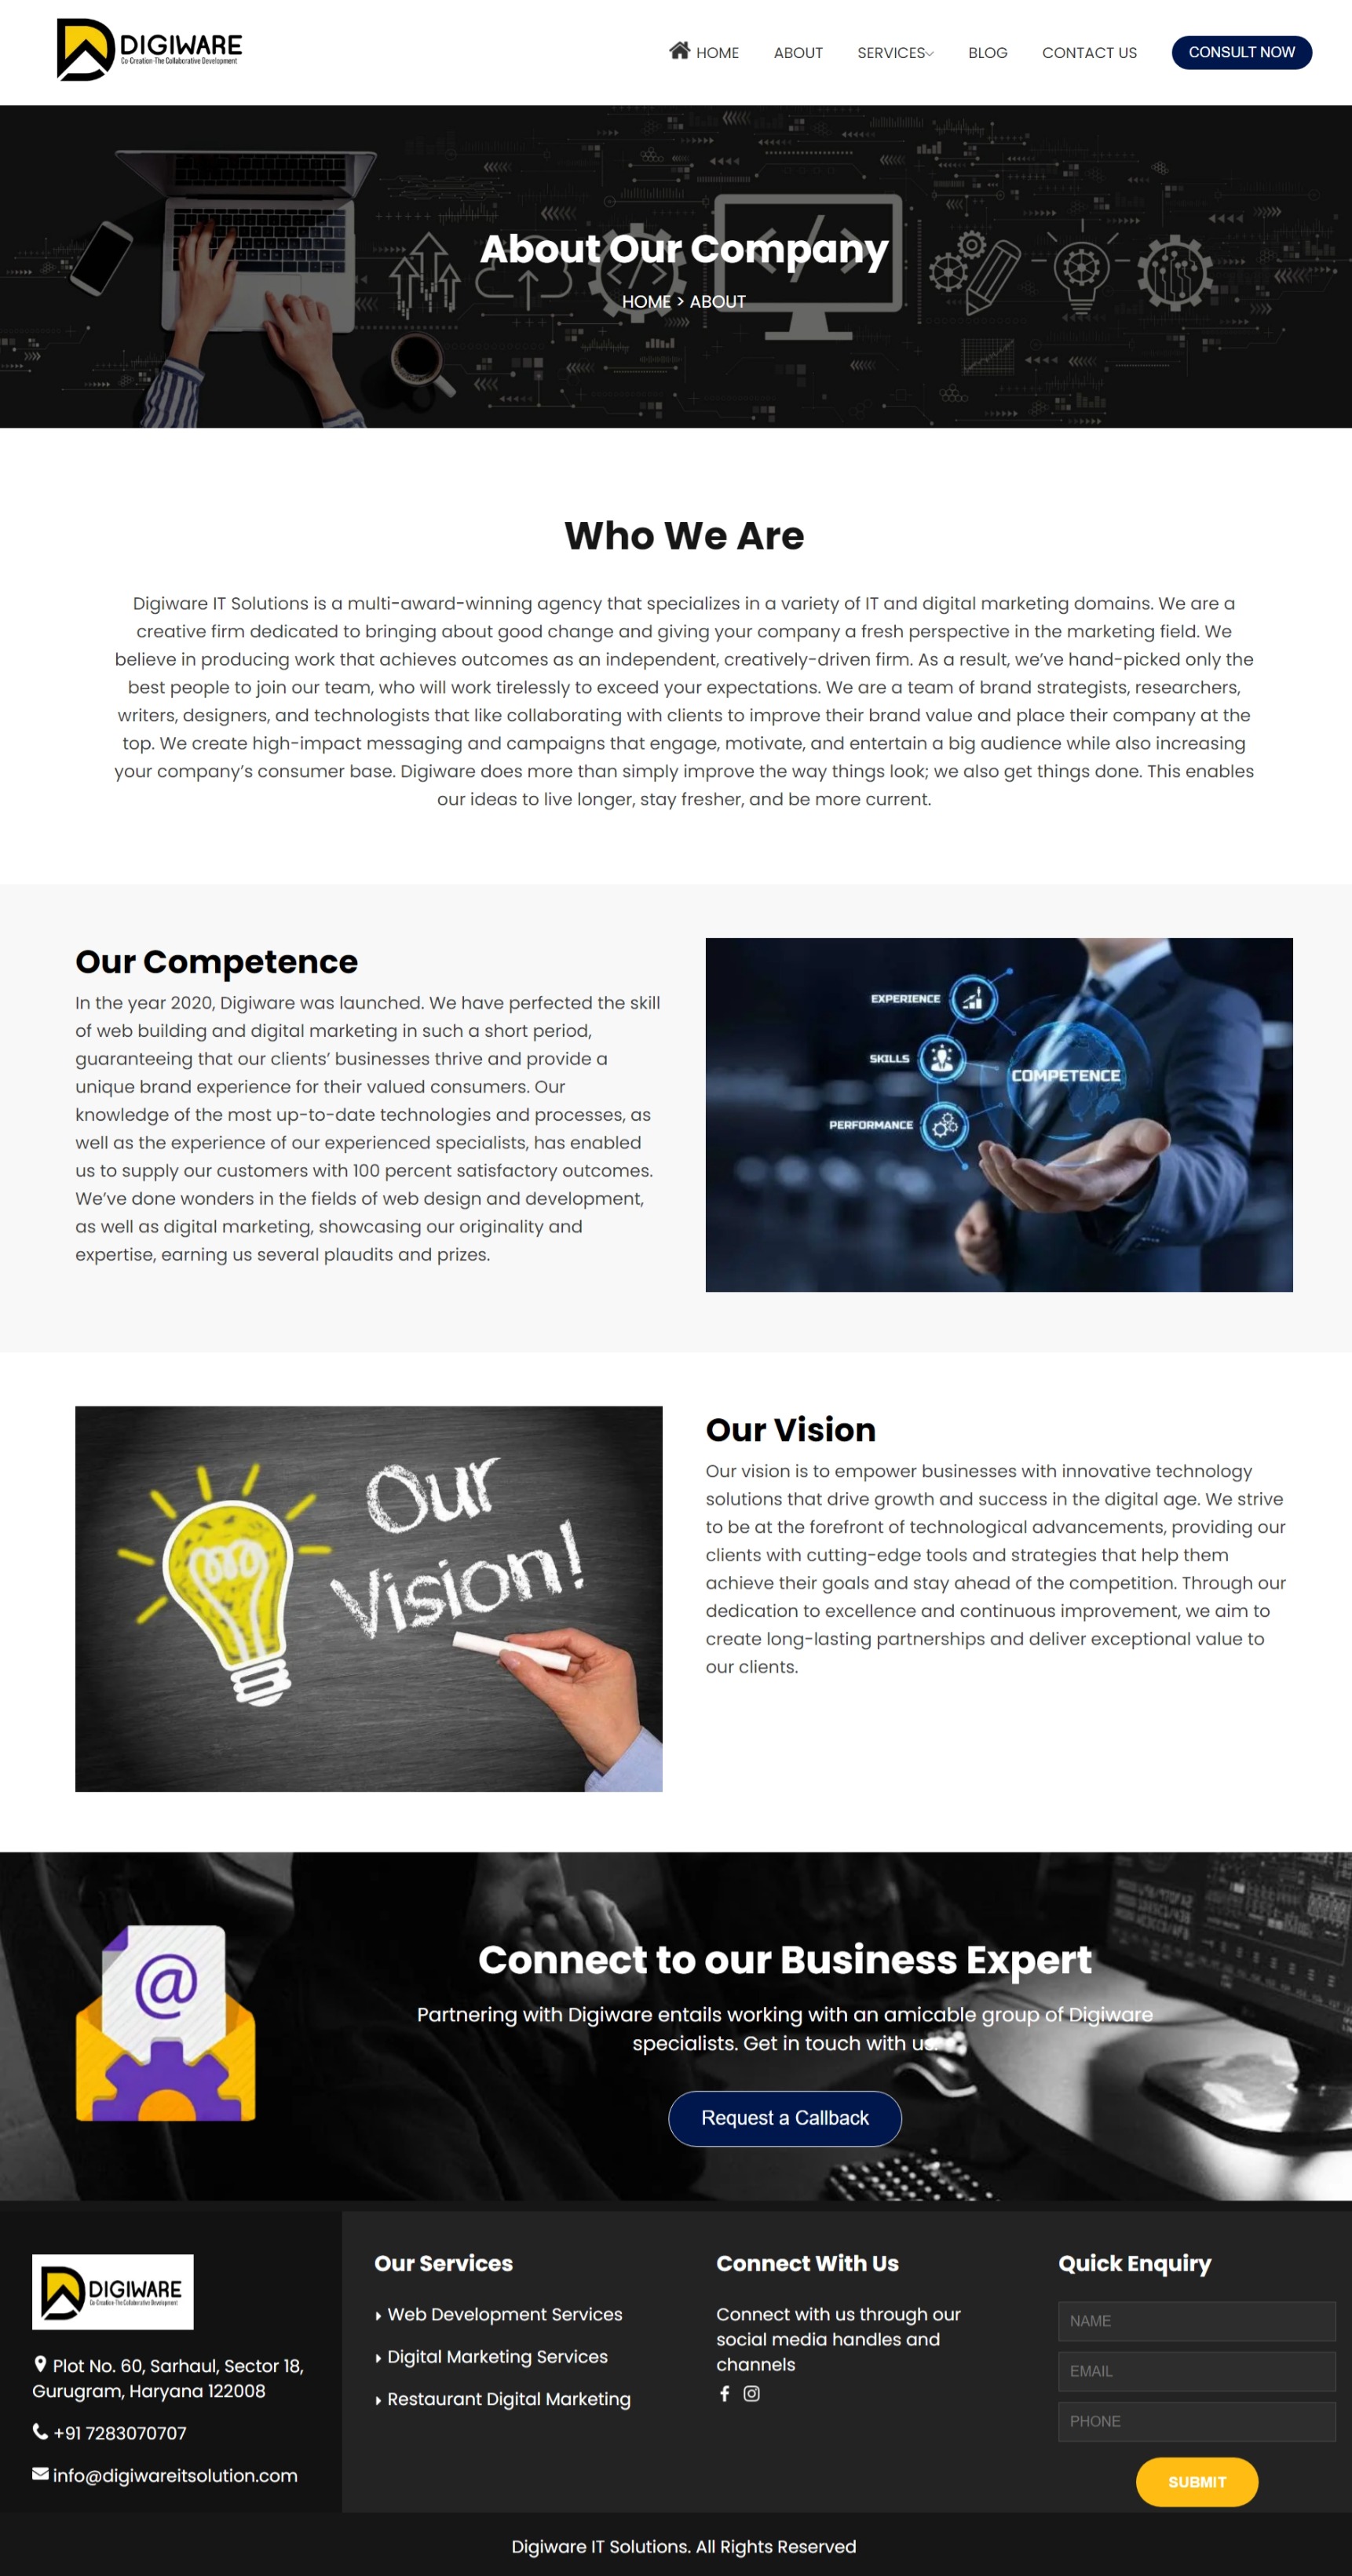 DIGIWARE
Co-Creation-The Collaborative Development
HOME
ABOUT
SERVICES
BLOG
CONTACT US
CONSULT NOW
About Our Company
HOME > ABOUT
Who We Are
Digiware IT Solutions is a multi-award-winning agency that specializes in a variety of IT and digital marketing domains. We are a
creative firm dedicated to bringing about good change and giving your company a fresh perspective in the marketing field. We
believe in producing work that achieves outcomes as an independent, creatively-driven firm. As a result, we’ve hand-picked only the
best people to join our team, who will work tirelessly to exceed your expectations. We are a team of brand strategists, researchers,
writers, designers, and technologists that like collaborating with clients to improve their brand value and place their company at the
top. We create high-impact messaging and campaigns that engage, motivate, and entertain a big audience while also increasing
your company’s consumer base. Digiware does more than simply improve the way things look; we also get things done. This enables
our ideas to live longer, stay fresher, and be more current.
Our Competence
In the year 2020, Digiware was launched. We have perfected the skill
of web building and digital marketing in such a short period,
guaranteeing that our clients’ businesses thrive and provide a
unique brand experience for their valued consumers. Our
knowledge of the most up-to-date technologies and processes, as
well as the experience of our experienced specialists, has enabled
us to supply our customers with 100 percent satisfactory outcomes.
We’ve done wonders in the fields of web design and development,
as well as digital marketing, showcasing our originality and
expertise, earning us several plaudits and prizes.
EXPERIENCE
SKILLS
COMPETENCE
PERFORMANCE
Our
Vision!
Our Vision
Our vision is to empower businesses with innovative technology
solutions that drive growth and success in the digital age. We strive
to be at the forefront of technological advancements, providing our
clients with cutting-edge tools and strategies that help them
achieve their goals and stay ahead of the competition. Through our
dedication to excellence and continuous improvement, we aim to
create long-lasting partnerships and deliver exceptional value to
our clients.
@
Connect to our Business Expert
Partnering with Digiware entails working with an amicable group of Digiware
specialists. Get in touch with us.
Request a Callback
DIGIWARE
Co-Creation-The Collaborative Development
Plot No. 60, Sarhaul, Sector 18,
Gurugram, Haryana 122008
+91 7283070707
info@digiwareitsolution.com
Our Services
Web Development Services
Digital Marketing Services
Restaurant Digital Marketing
Connect With Us
Connect with us through our
social media handles and
channels
Quick Enquiry
NAME
EMAIL
PHONE
SUBMIT
Digiware IT Solutions. All Rights Reserved